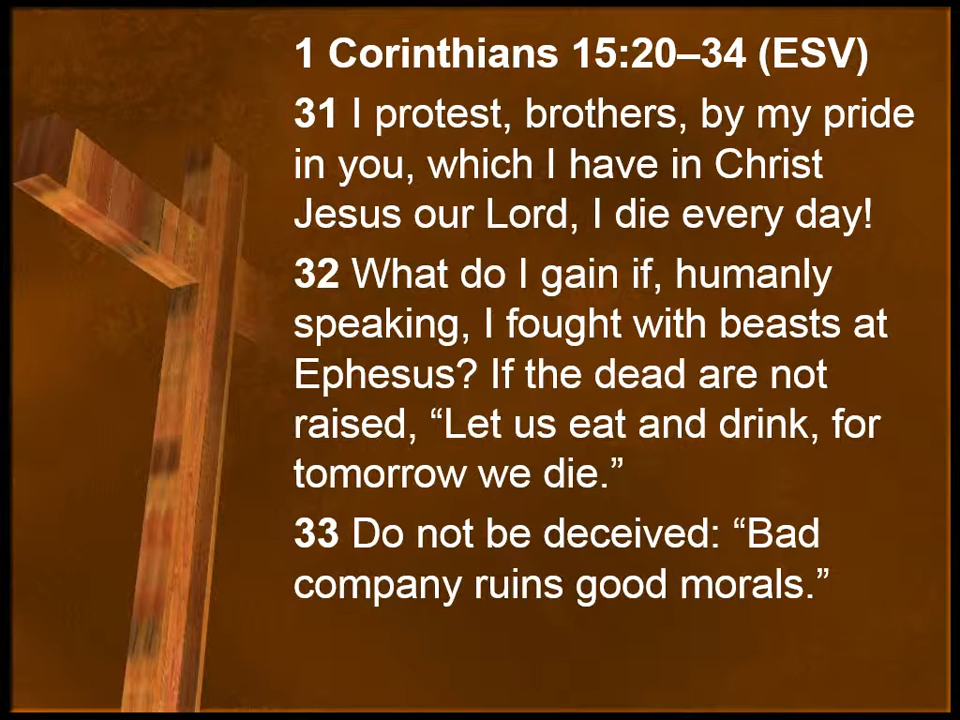 1 Corinthians 15:20–34 (ESV)
31 I protest, brothers, by my pride
in you, which I have in Christ
Jesus our Lord, I die every day!
32 What do I gain if, humanly
speaking, I fought with beasts at
Ephesus? If the dead are not
raised, “Let us eat and drink, for
tomorrow we die.”
33 Do not be deceived: “Bad
company ruins good morals.”